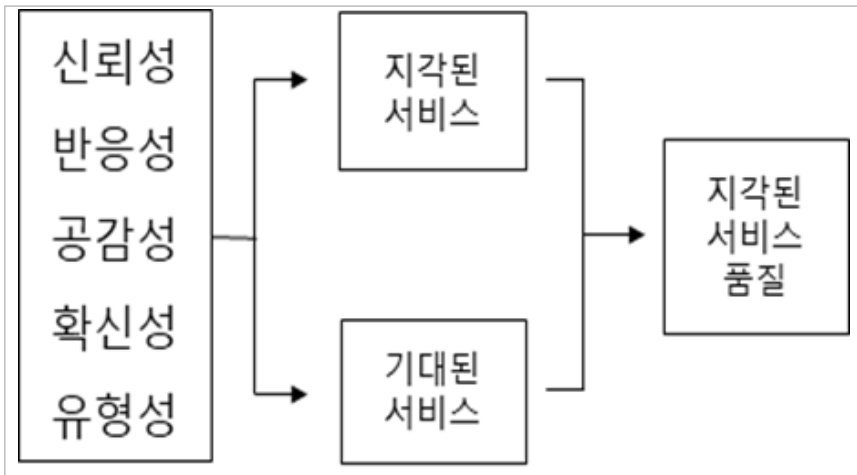 신뢰성
반응성
공감성
확신성
유형성
지각된
서비스
기대된
서비스
지각된
서비스
품질